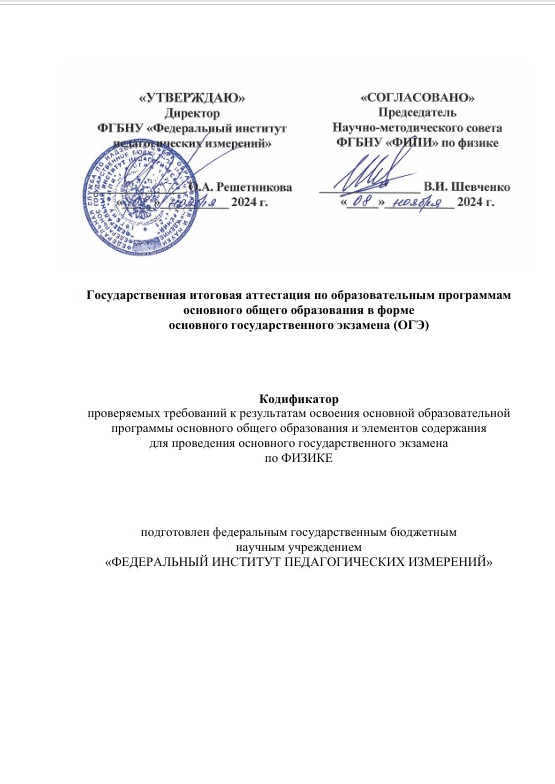 «УТВЕРЖДАЮ»
Директор
ФГБНУ «Федеральный институт
педагогических измерений»
О.А. Решетникова
« 08 » ноября 2024 г.
«СОГЛАСОВАНО»
Председатель
Научно-методического совета
ФГБНУ «ФИПИ» по физике
В.И. Шевченко
« 08 » ноября 2024 г.
Государственная итоговая аттестация по образовательным программам
основного общего образования в форме
основного государственного экзамена (ОГЭ)
Кодификатор
проверяемых требований к результатам освоения основной образовательной
программы основного общего образования и элементов содержания
для проведения основного государственного экзамена
по ФИЗИКЕ
подготовлен федеральным государственным бюджетным
научным учреждением
«ФЕДЕРАЛЬНЫЙ ИНСТИТУТ ПЕДАГОГИЧЕСКИХ ИЗМЕРЕНИЙ»